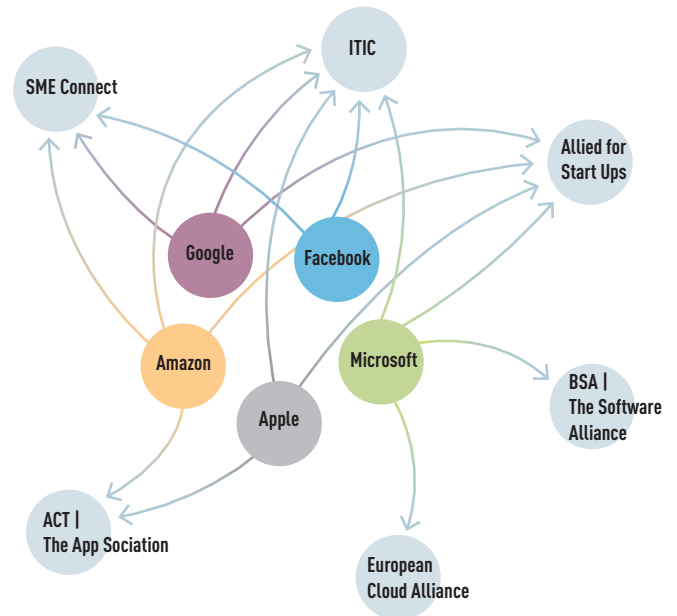 ITIC
SME Connect
Allied for
Start Ups
Google
Facebook
Amazon
Microsoft
Apple
BSA |
The Software
Alliance
ACT |
The App Sociation
European
Cloud Alliance